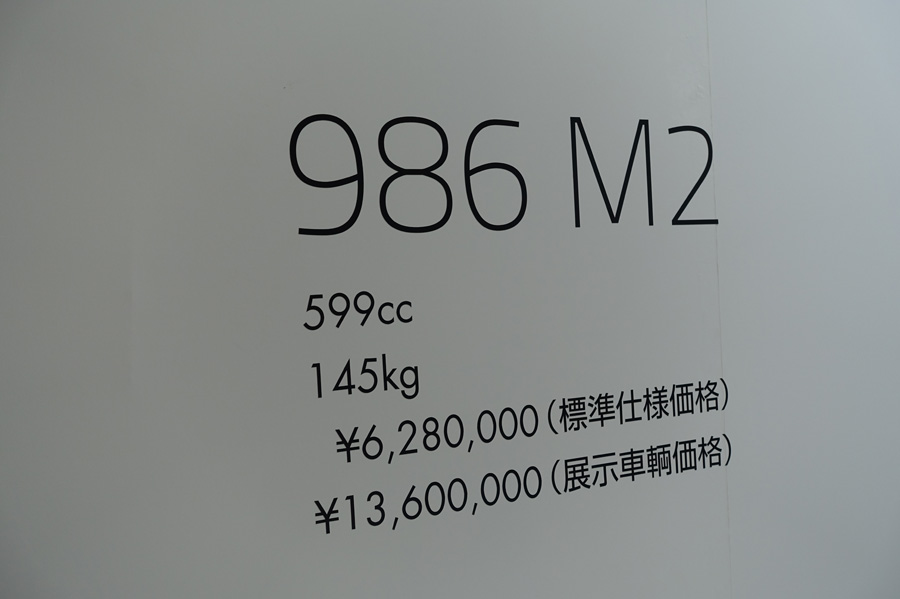 986 M2
599cc
145kg
¥6,280,000(標準仕様価格)
¥13,600,000(展示車輌価格)